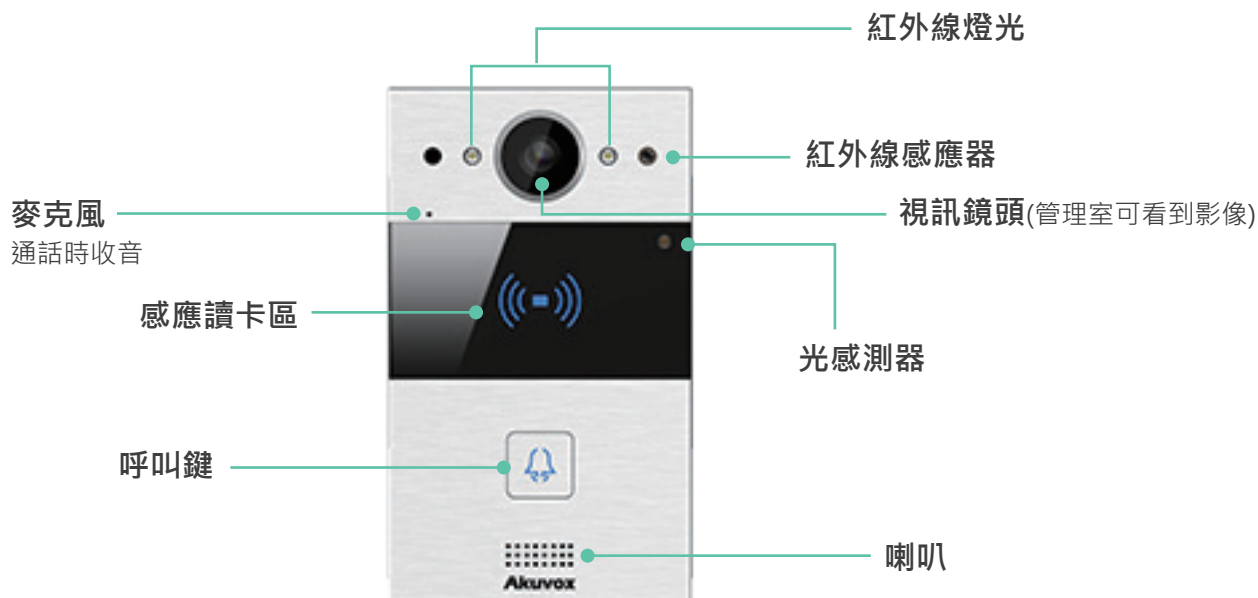 紅外線燈光
紅外線感應器
視訊鏡頭(管理室可看到影像)
麥克風
通話時收音
感應讀卡區
光感測器
呼叫鍵
喇叭
Akuvox